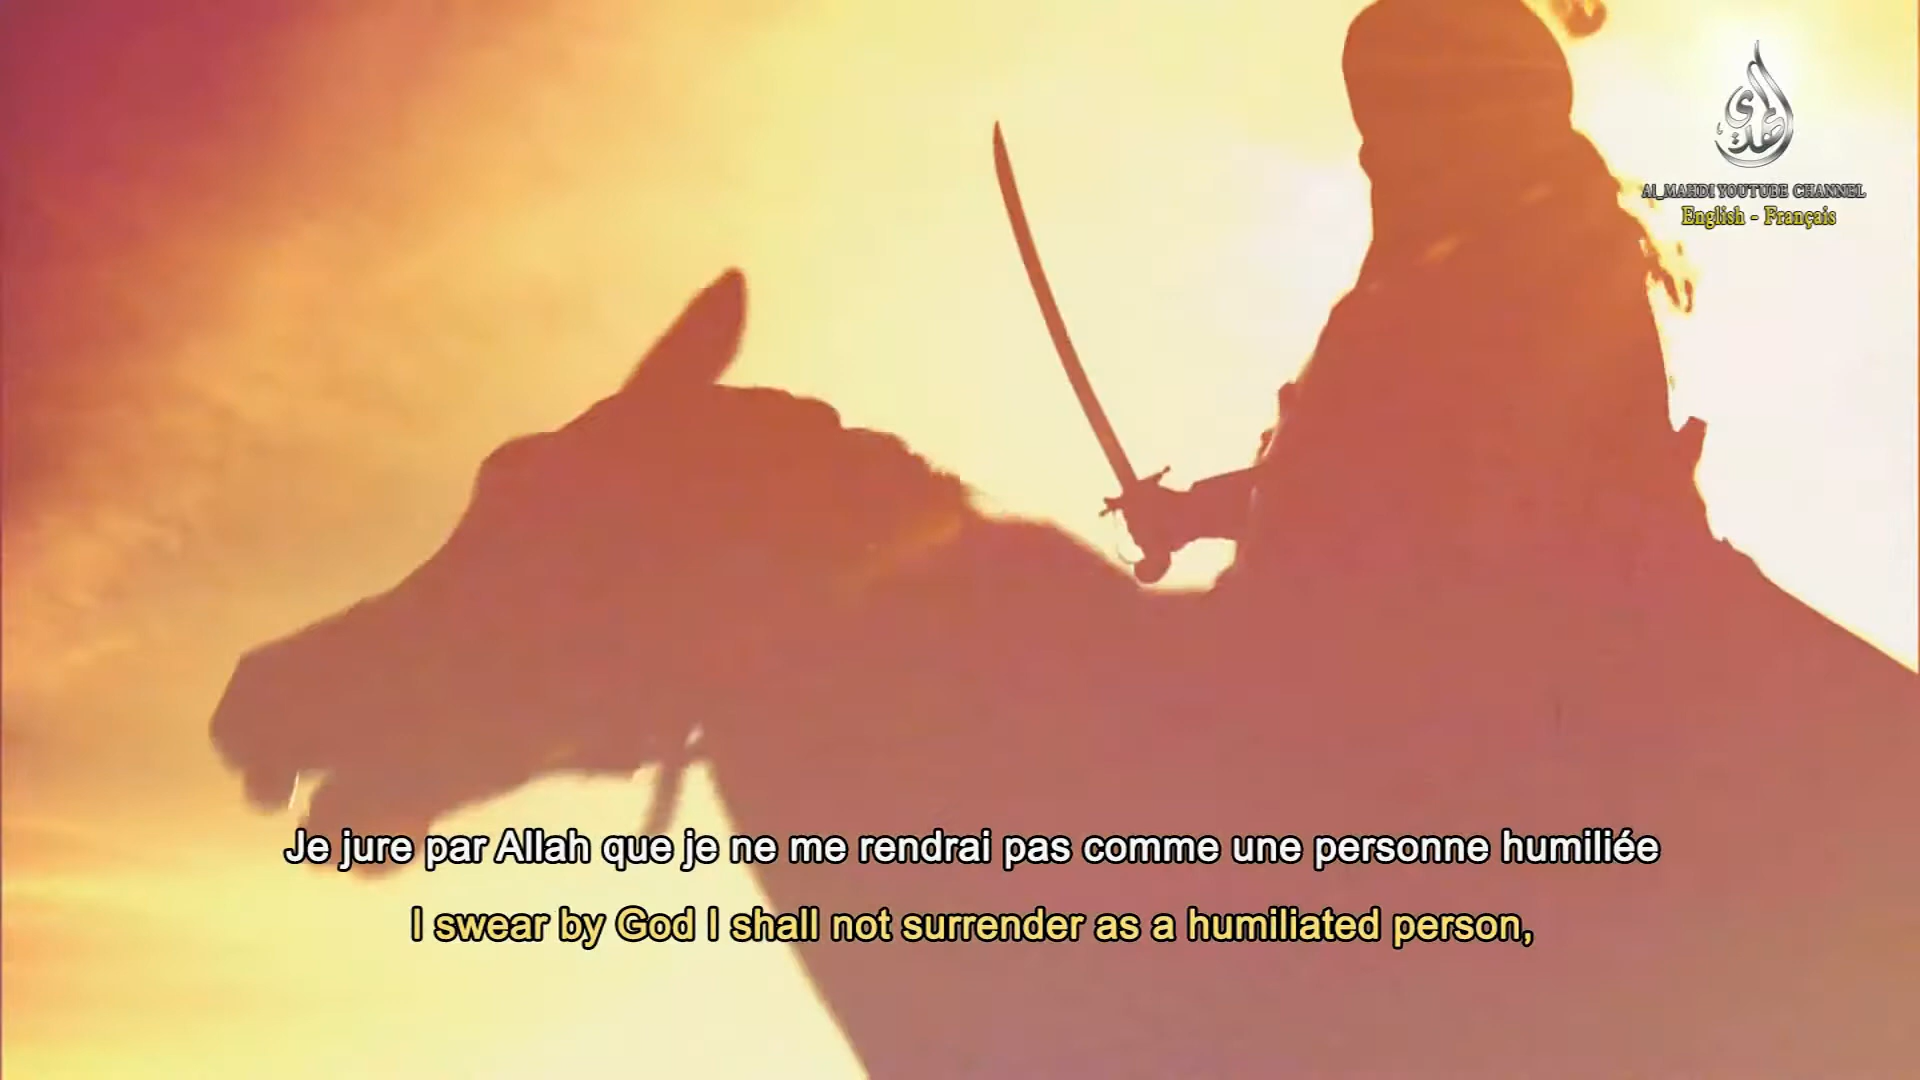 المهدي
Al_MAHDI YOUTUBE CHANNEL
English - Français
Je jure par Allah que je ne me rendrai pas comme une personne humiliée
I swear by God I shall not surrender as a humiliated person,